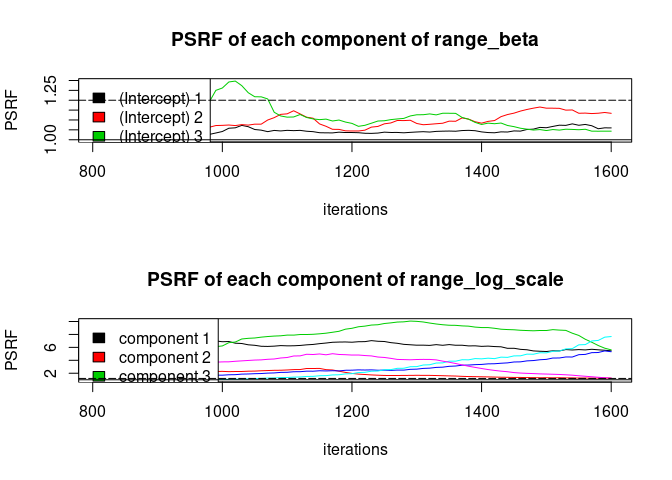 PSRF of each component of range_beta
PSRF
1.00 1.25
(Intercept) 1
(Intercept) 2
(Intercept) 3
800 1000 1200 1400 1600
iterations
PSRF of each component of range_log_scale
PSRF
2 6
component 1
component 2
component 3
800 1000 1200 1400 1600
iterations